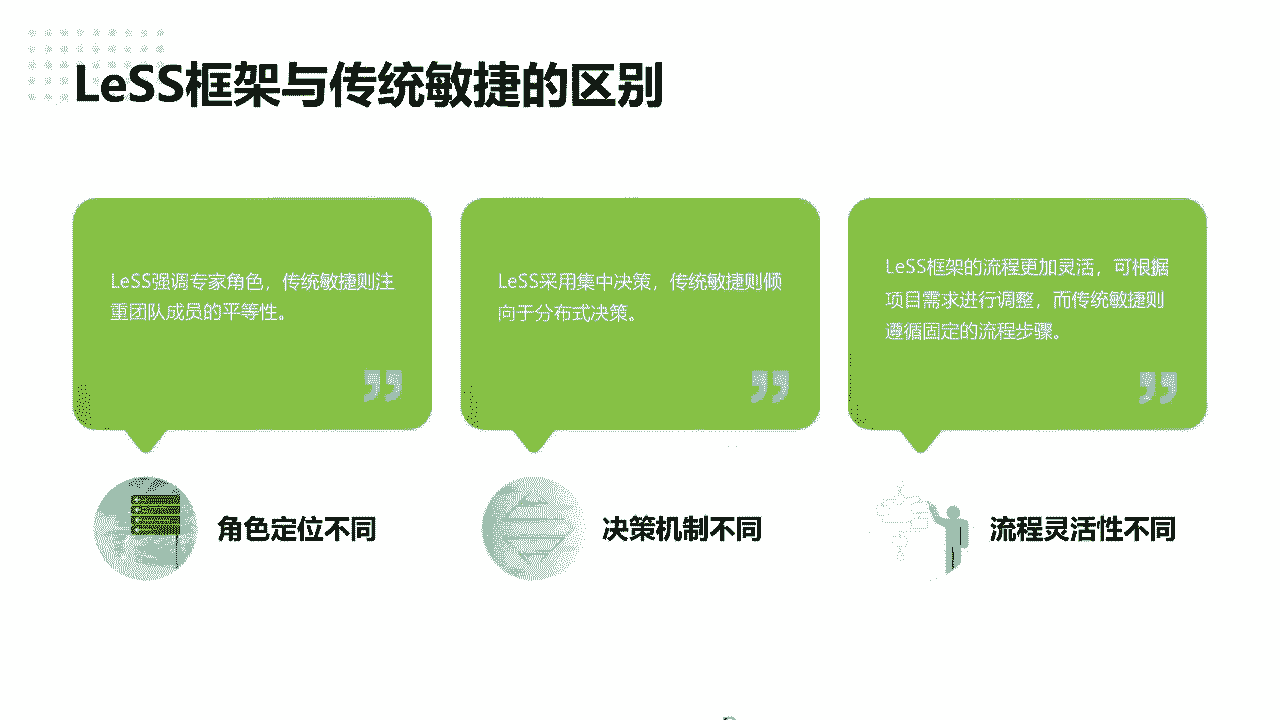 LeSS框架与传统敏捷的区别
LeSS强调专家角色，传统敏捷则注
重团队成员的平等性。
LeSS采用集中决策，传统敏捷则倾
向于分布式决策。
LeSS框架的流程更加灵活，可根据
项目需求进行调整，而传统敏捷则
遵循固定的流程步骤。
角色定位不同
决策机制不同
流程灵活性不同